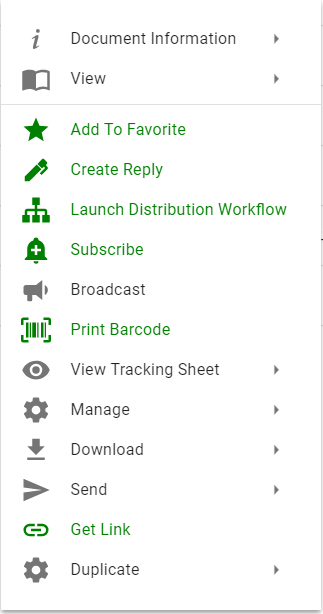 Document Information
View
Add To Favorite
Create Reply
Launch Distribution Workflow
Subscribe
Broadcast
Print Barcode
View Tracking Sheet
Manage
Download
Send
Get Link
Duplicate